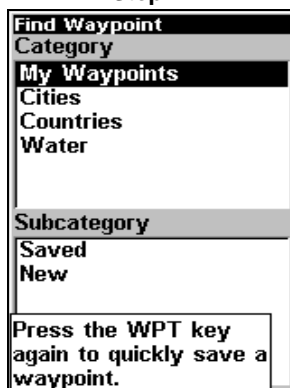 Find Waypoint
Category
My Waypoints
Cities
Countries
Water
Subcategory
Saved
New
Press the WPT key
again to quickly save a
waypoint.